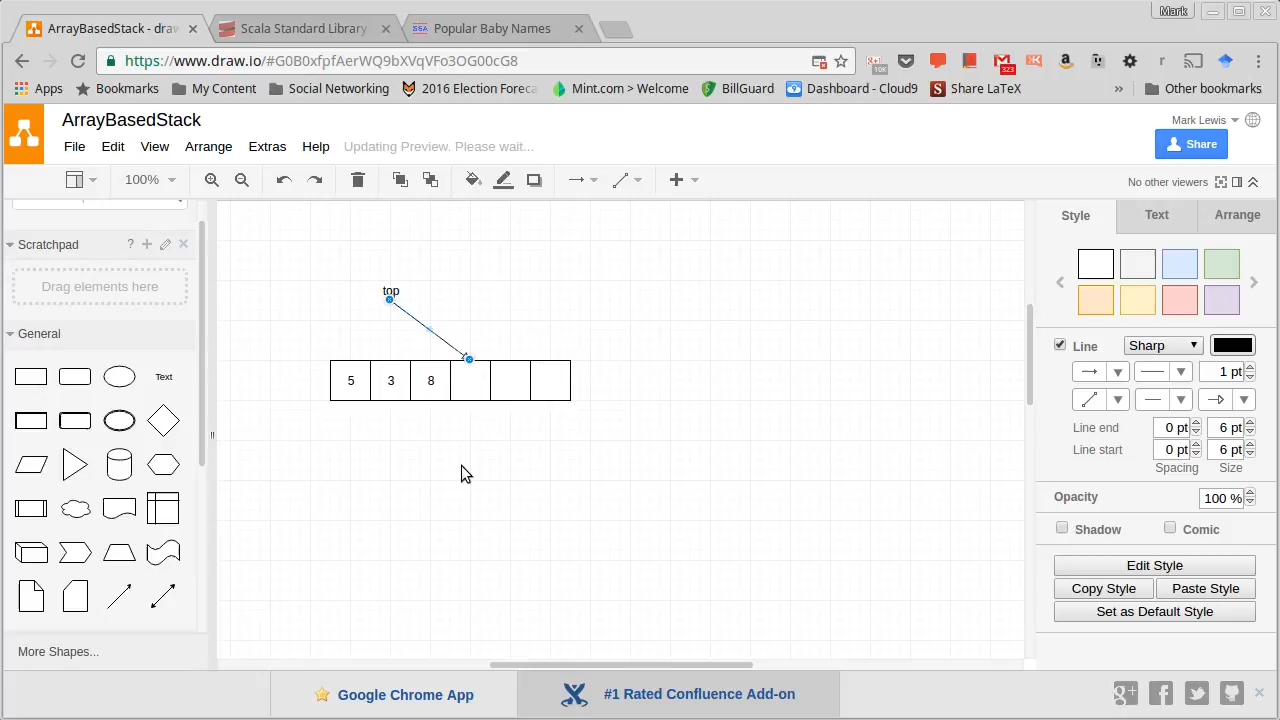 Mark
ArrayBasedStack - draw
Scala Standard Library
SSA Popular Baby Names
https://www.draw.io/#G0B0xfpfAerWQ9bXVqVFo3OG00cG8
10K
323
Apps Bookmarks My Content Social Networking 2016 Election Foreca Mint.com > Welcome BillGuard Dashboard - Cloud9 S Share LaTeX » Other bookmarks
ArrayBasedStack
Mark Lewis
File Edit View Arrange Extras Help Updating Preview. Please wait...
Share
100%
No other viewers
Style Text Arrange
Scratchpad ?
Drag elements here
General
Text
More Shapes...
top
5 3 8
Line Sharp
1 pt
Line end 0 pt 6 pt
Line start 0 pt 6 pt
Spacing Size
Opacity 100 %
Shadow Comic
Edit Style
Copy Style Paste Style
Set as Default Style
Google Chrome App
#1 Rated Confluence Add-on
g+